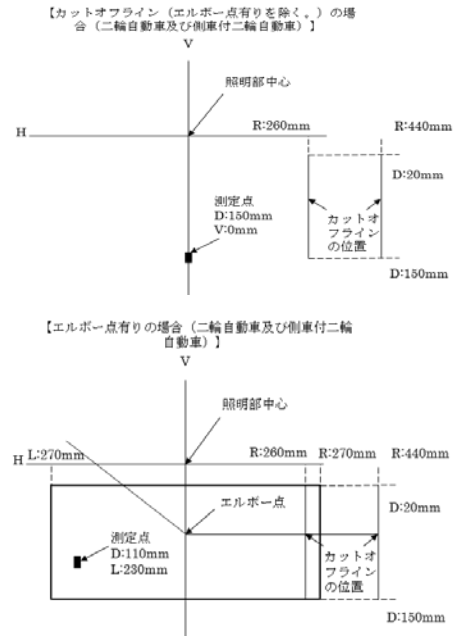 【カットオフライン（エルボー点有りを除く。）の場
合（二輪自動車及び側車付二輪自動車）】
V
照明部中心
H
R:260mm
R:440mm
D:20mm
測定点
D:150mm
V:0mm
カットオ
フライン
の位置
D:150mm
【エルボー点有りの場合（二輪自動車及び側車付二輪
自動車）】
V
照明部中心
H
L:270mm
R:260mm
R:270mm
R:440mm
エルボー点
D:20mm
測定点
D:110mm
L:230mm
カットオ
フライン
の位置
D:150mm